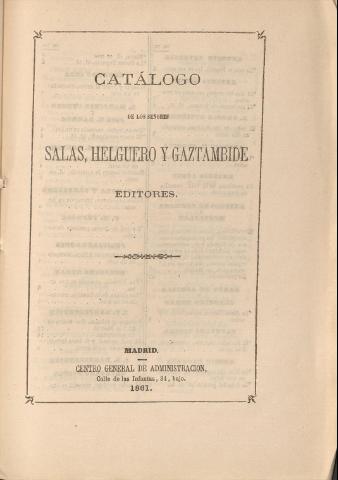 CATÁLOGO
DE LOS SEÑORES
SALAS, HELGUERO Y GAZTAMBIDE
EDITORES.
MADRID.
CENTRO GENERAL DE ADMINISTRACION,
Calle de las Infantas, 34, bajo.
1861.